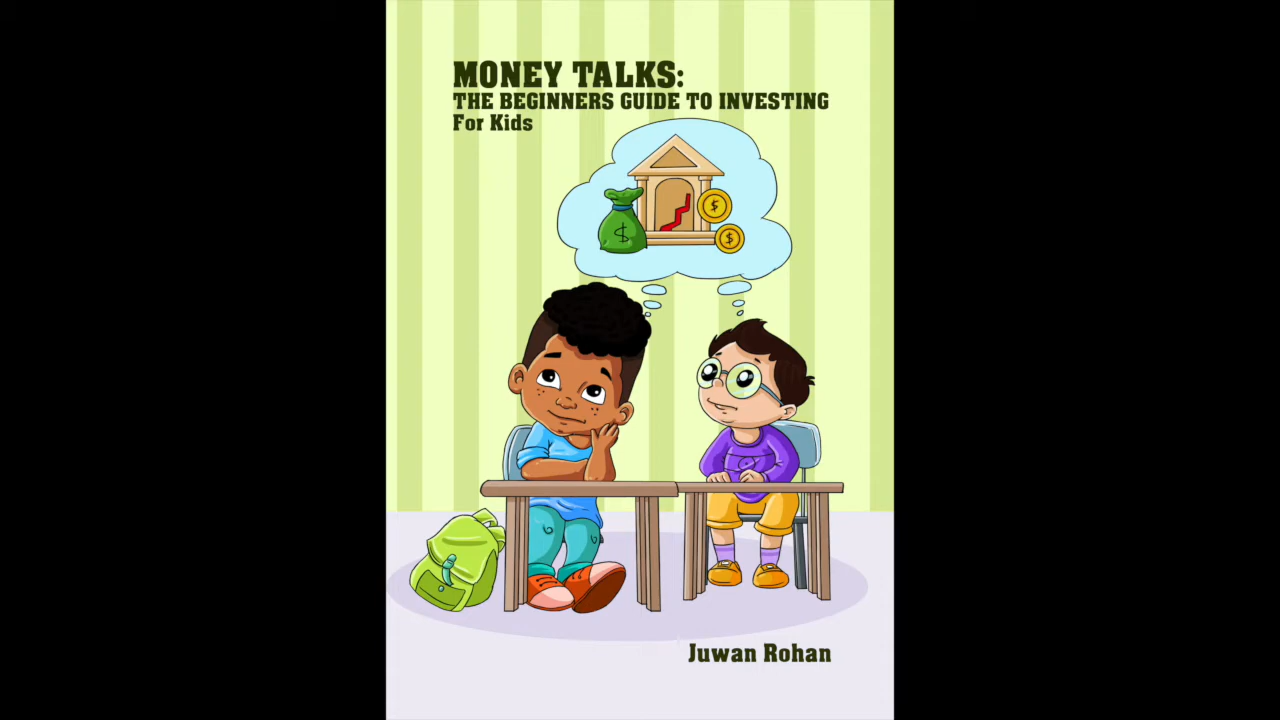 MONEY TALKS:
THE BEGINNERS GUIDE TO INVESTING
For Kids
$
$
$
Juwan Rohan